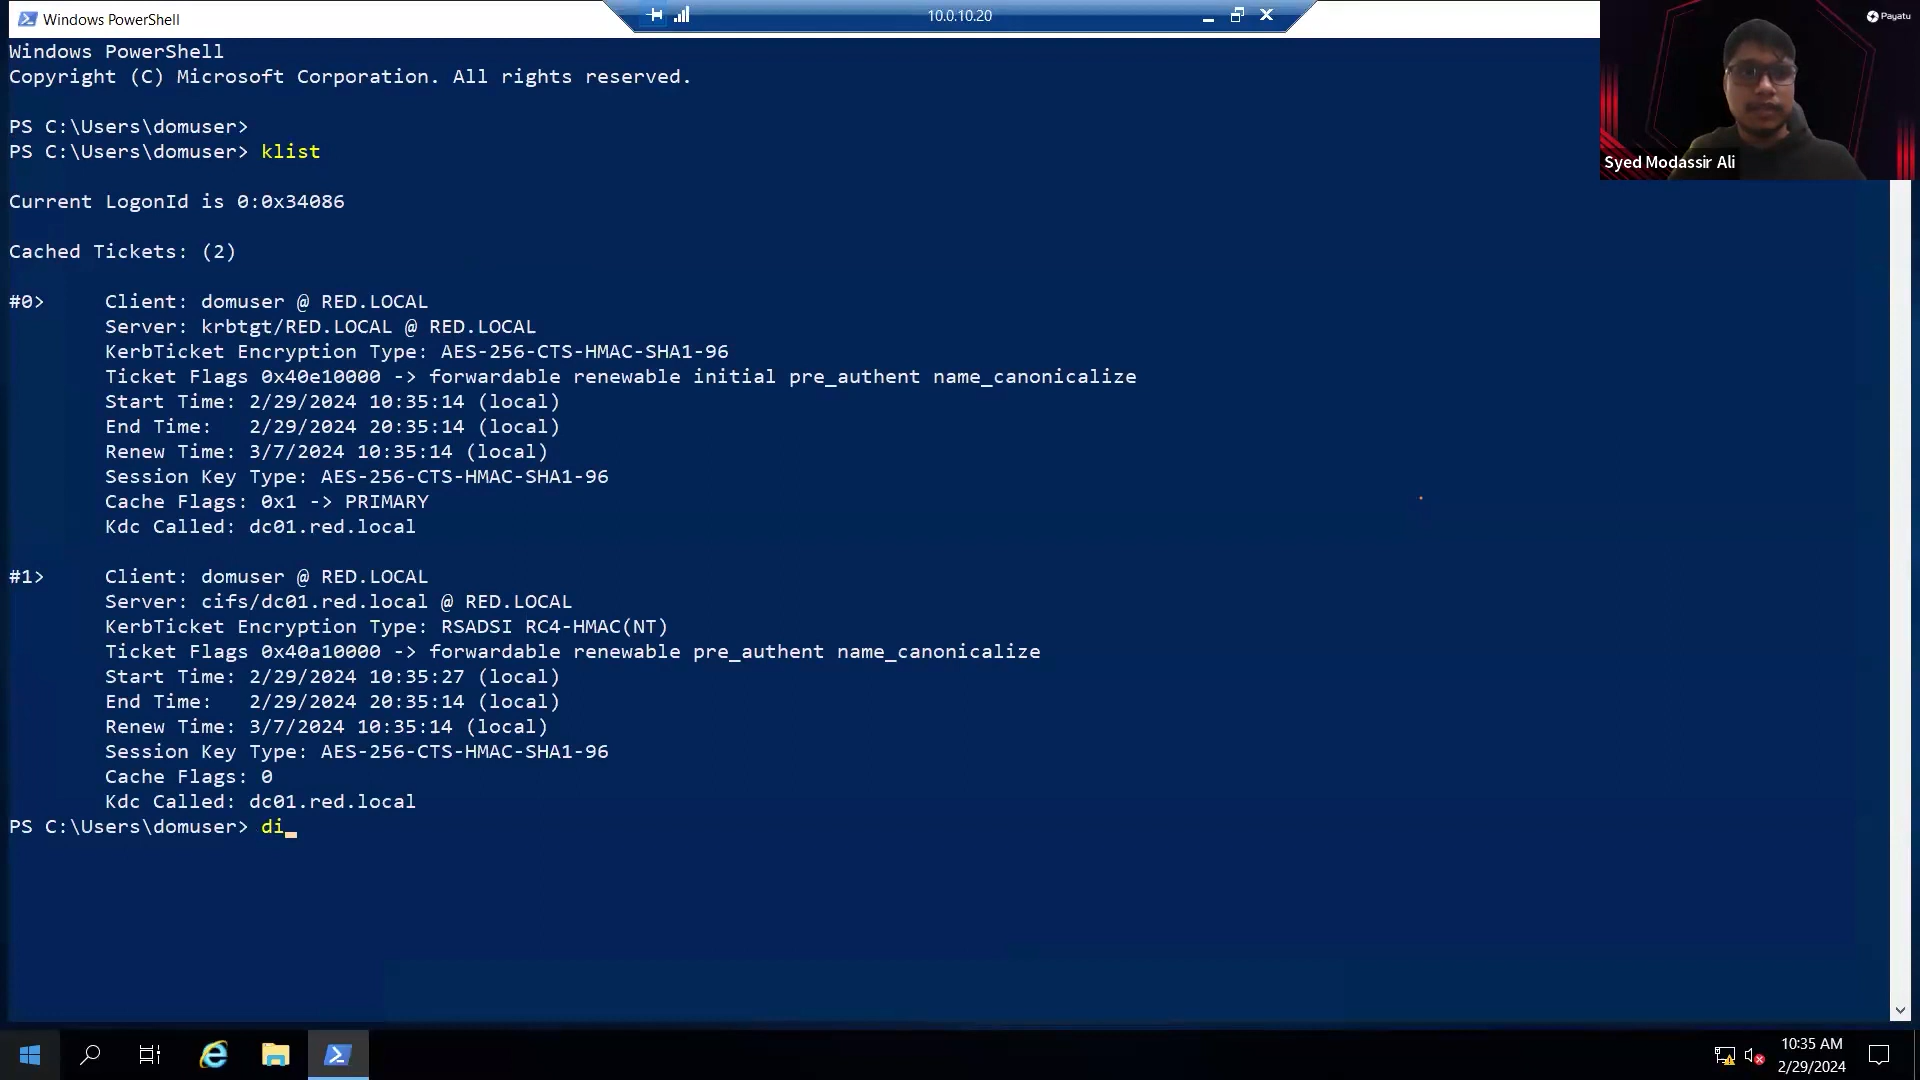 Windows PowerShell
10.0.10.20
Payatu
Windows PowerShell
Copyright (C) Microsoft Corporation. All rights reserved.
PS C:\Users\domuser>
PS C:\Users\domuser> klist
Syed Modassir Ali
Current LogonId is 0:0x34086
Cached Tickets: (2)
#0>     Client: domuser @ RED.LOCAL
        Server: krbtgt/RED.LOCAL @ RED.LOCAL
        KerbTicket Encryption Type: AES-256-CTS-HMAC-SHA1-96
        Ticket Flags 0x40e10000 -> forwardable renewable initial pre_authent name_canonicalize
        Start Time: 2/29/2024 10:35:14 (local)
        End Time:   2/29/2024 20:35:14 (local)
        Renew Time: 3/7/2024 10:35:14 (local)
        Session Key Type: AES-256-CTS-HMAC-SHA1-96
        Cache Flags: 0x1 -> PRIMARY
        Kdc Called: dc01.red.local
#1>     Client: domuser @ RED.LOCAL
        Server: cifs/dc01.red.local @ RED.LOCAL
        KerbTicket Encryption Type: RSADSI RC4-HMAC(NT)
        Ticket Flags 0x40a10000 -> forwardable renewable pre_authent name_canonicalize
        Start Time: 2/29/2024 10:35:27 (local)
        End Time:   2/29/2024 20:35:14 (local)
        Renew Time: 3/7/2024 10:35:14 (local)
        Session Key Type: AES-256-CTS-HMAC-SHA1-96
        Cache Flags: 0
        Kdc Called: dc01.red.local
PS C:\Users\domuser> di_
10:35 AM
2/29/2024